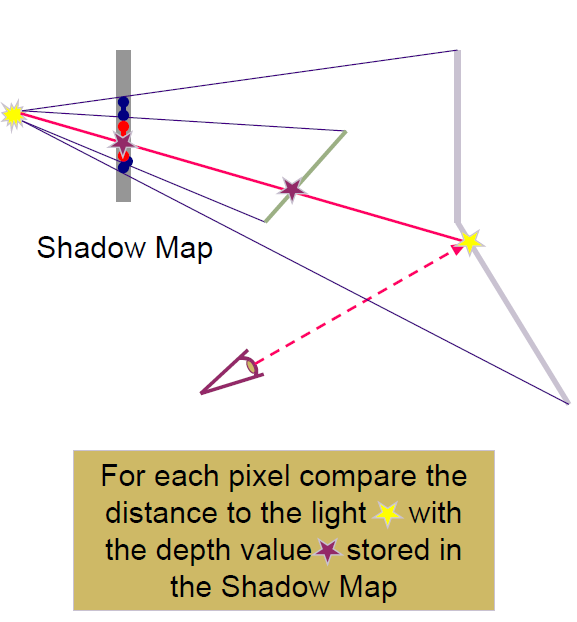 Shadow Map
For each pixel compare the
distance to the light with
the depth value stored in
the Shadow Map